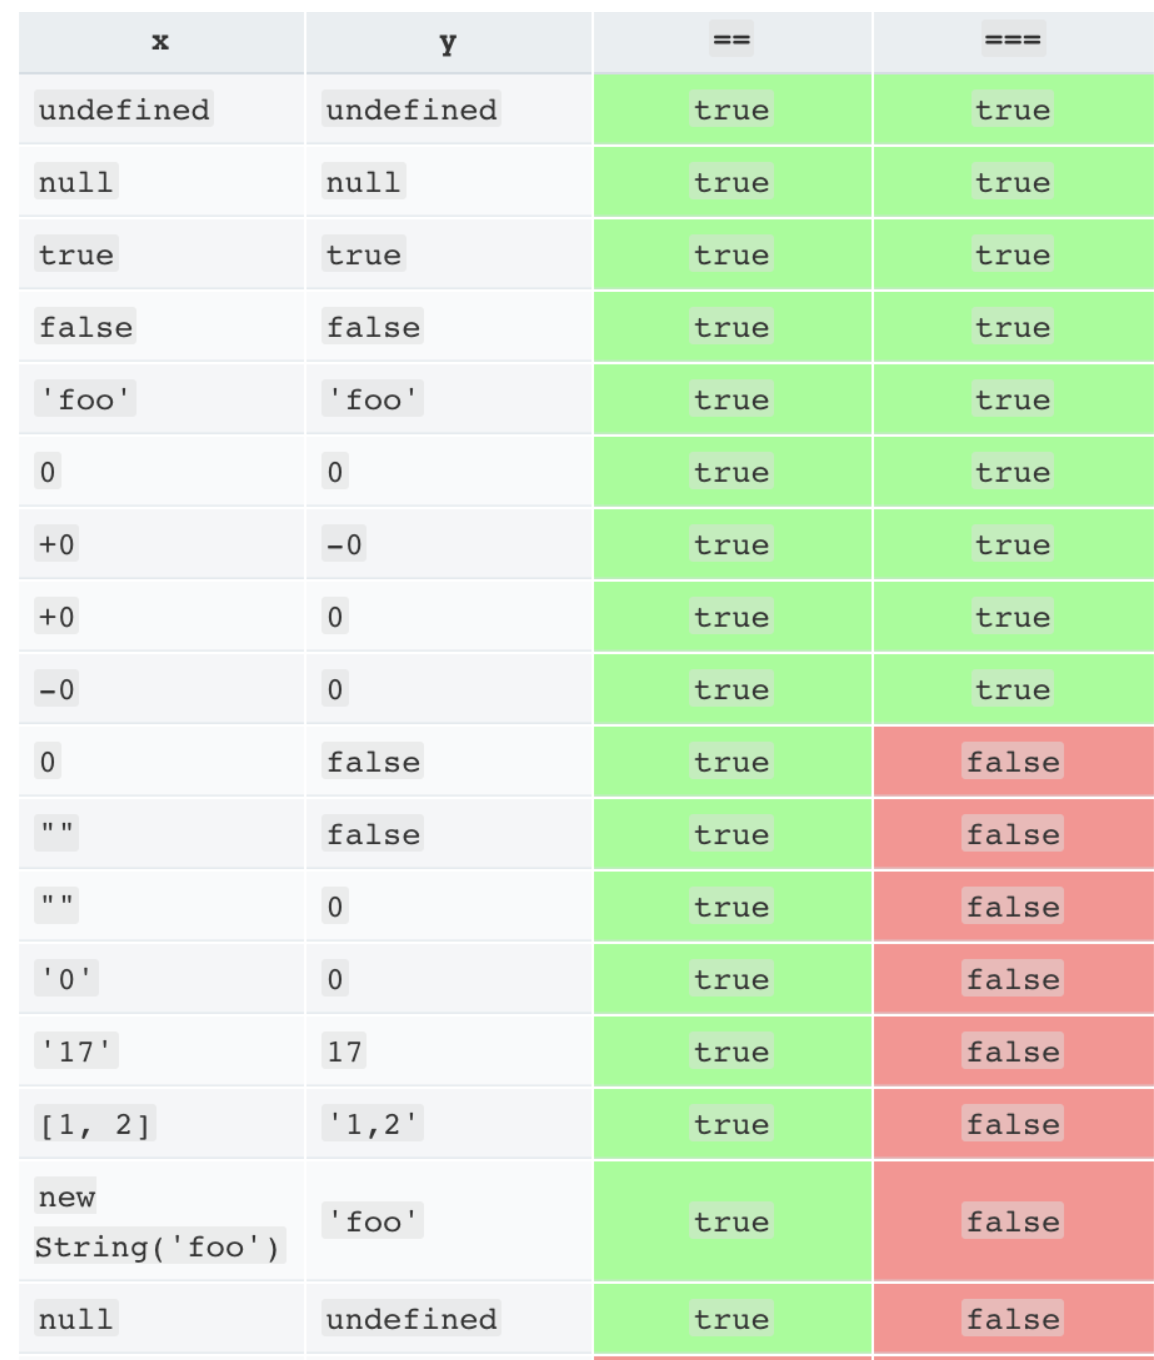 x y == ===
undefined undefined true true
null null true true
true true true true
false false true true
'foo' 'foo' true true
0 0 true true
+0 -0 true true
+0 0 true true
-0 0 true true
0 false true false
"" false true false
"" 0 true false
'0' 0 true false
'17' 17 true false
[1, 2] '1,2' true false
new
String('foo') 'foo' true false
null undefined true false